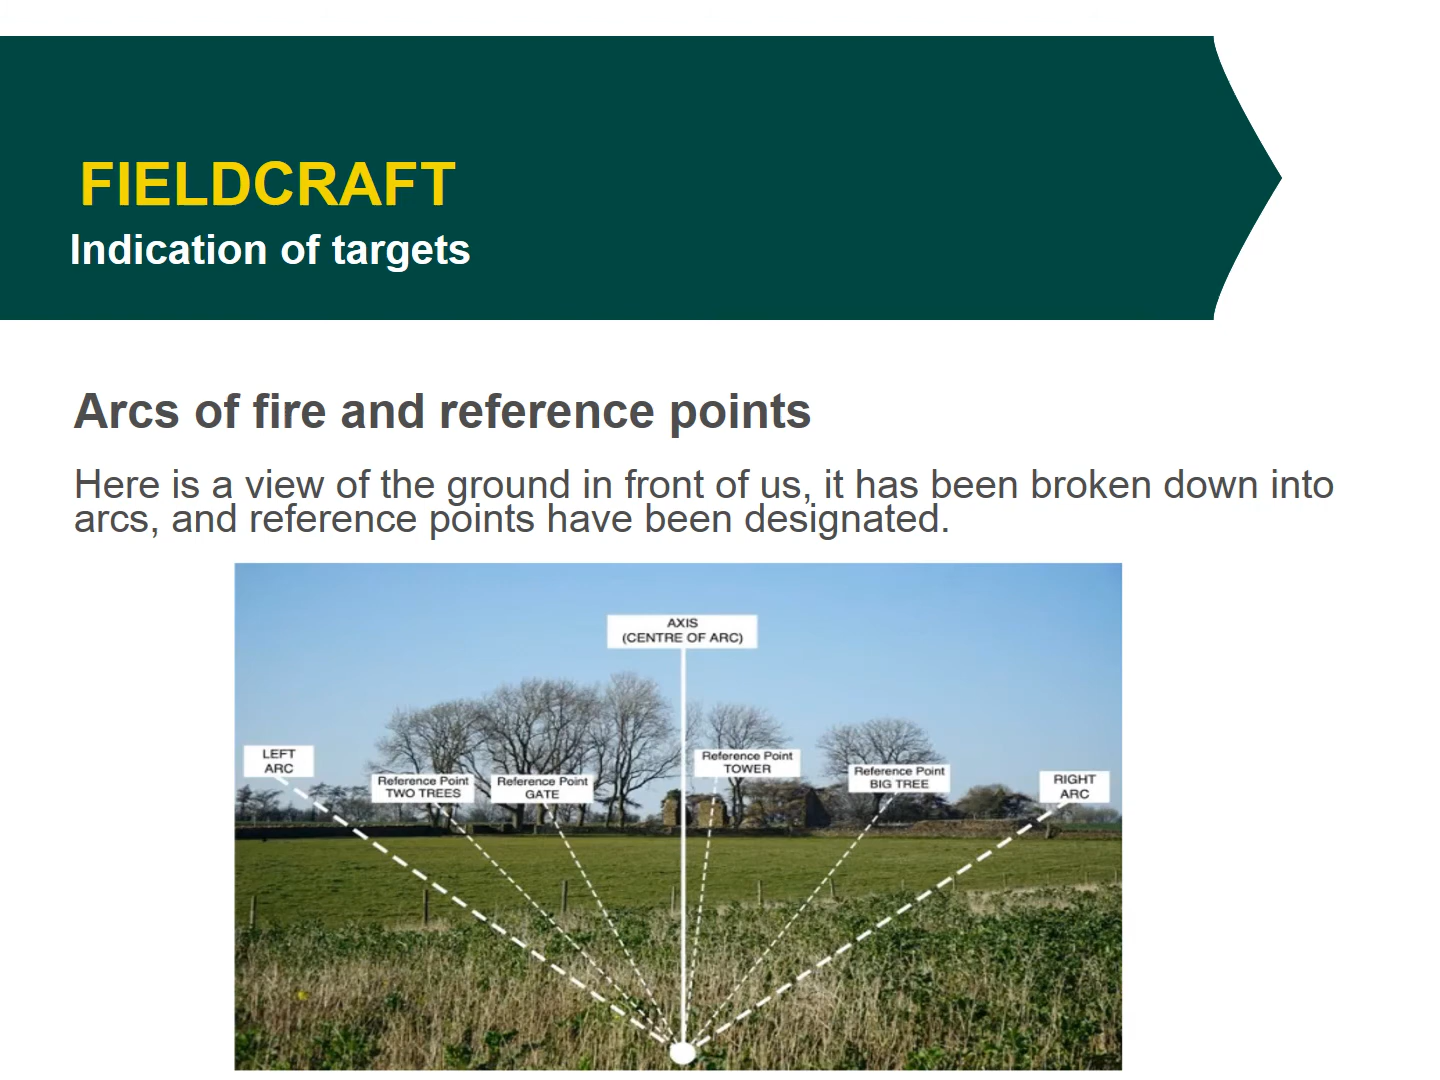 FIELDCRAFT
Indication of targets
Arcs of fire and reference points
Here is a view of the ground in front of us, it has been broken down into
arcs, and reference points have been designated.
AXIS
(CENTRE OF ARC)
LEFT
ARC
Reference Point
TWO TREES
Reference Point
GATE
Reference Point
TOWER
Reference Point
BIG TREE
RIGHT
ARC